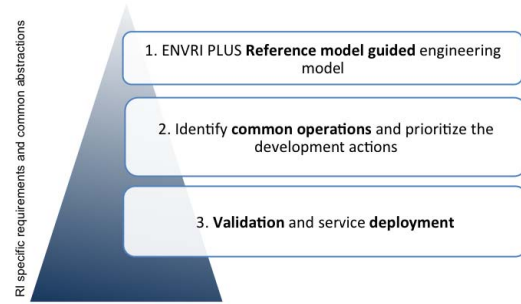 RI specific requirements and common abstractions
1. ENVRI PLUS Reference model guided engineering
model
2. Identify common operations and prioritize the
development actions
3. Validation and service deployment